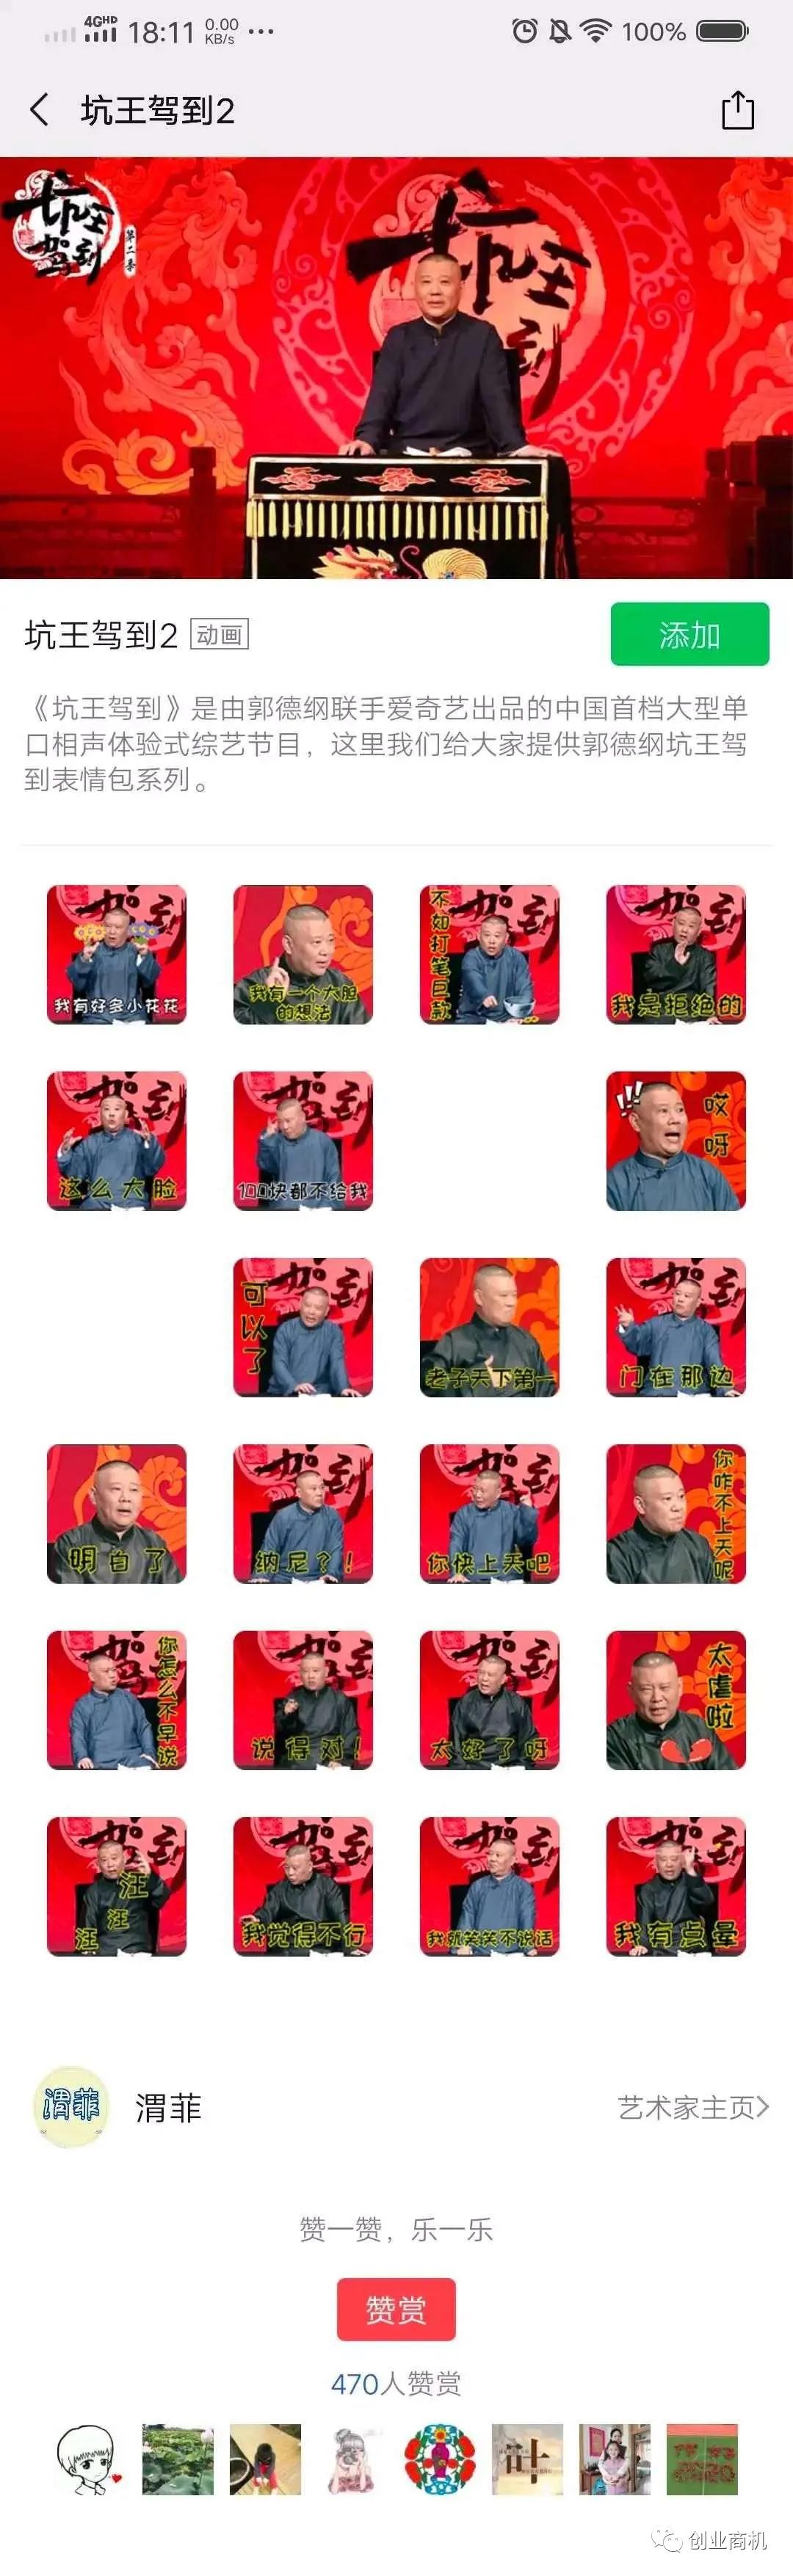 4GHD
18:11
0.00
KB/s
100%
坑王驾到2
坑王驾到
第二季
坑王驾到
坑王驾到2
动画
添加
《坑王驾到》是由郭德纲联手爱奇艺出品的中国首档大型单
口相声体验式综艺节目，这里我们给大家提供郭德纲坑王驾
到表情包系列。
我有好多小花花
我有一个大胆
的想法
不如打笔巨款
我是拒绝的
这么大脸
100块都不给我
!!!
哎呀
可以了
老子天下第一
门在那边
明白了
纳尼?!
你快上天吧
你咋不上天呢
你怎么不早说
说得对!
太好了呀
太虐啦
汪
汪
汪
我觉得不行
我就笑笑不说话
我有点晕
渭菲
渭菲
艺术家主页
赞一赞，乐一乐
赞赏
470人赞赏
叶
创业商机